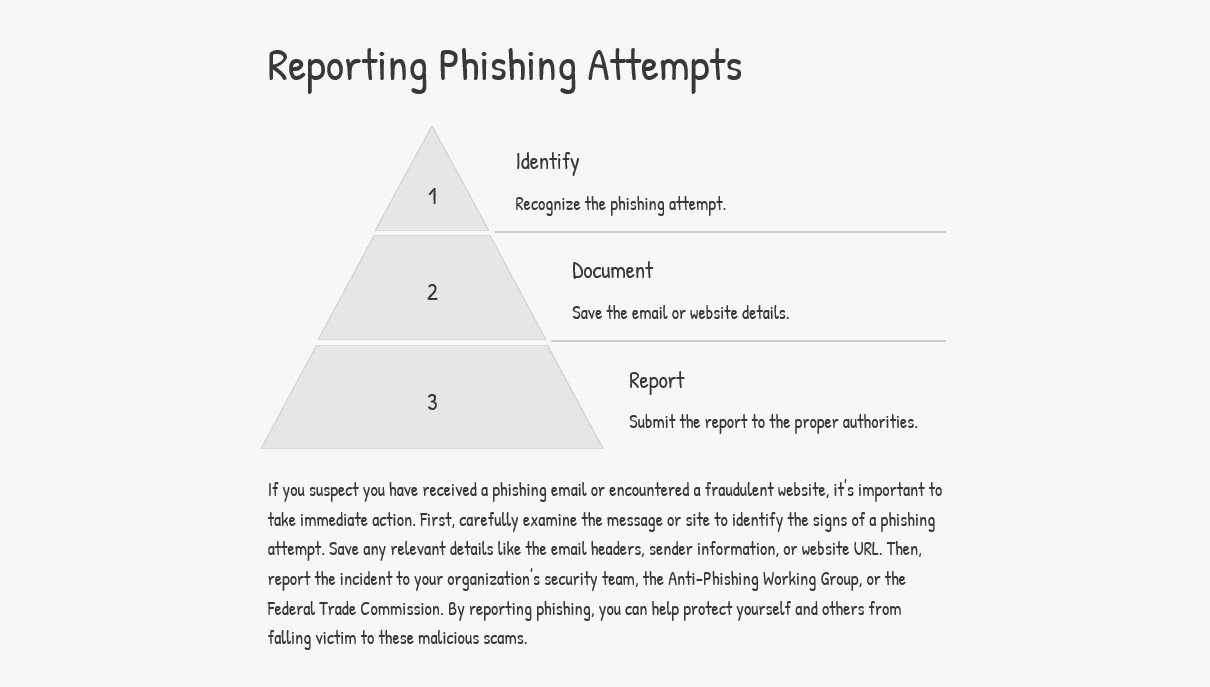 Reporting Phishing Attempts
1
Identify
Recognize the phishing attempt.
2
Document
Save the email or website details.
3
Report
Submit the report to the proper authorities.
If you suspect you have received a phishing email or encountered a fraudulent website, it's important to
take immediate action. First, carefully examine the message or site to identify the signs of a phishing
attempt. Save any relevant details like the email headers, sender information, or website URL. Then,
report the incident to your organization's security team, the Anti-Phishing Working Group, or the
Federal Trade Commission. By reporting phishing, you can help protect yourself and others from
falling victim to these malicious scams.